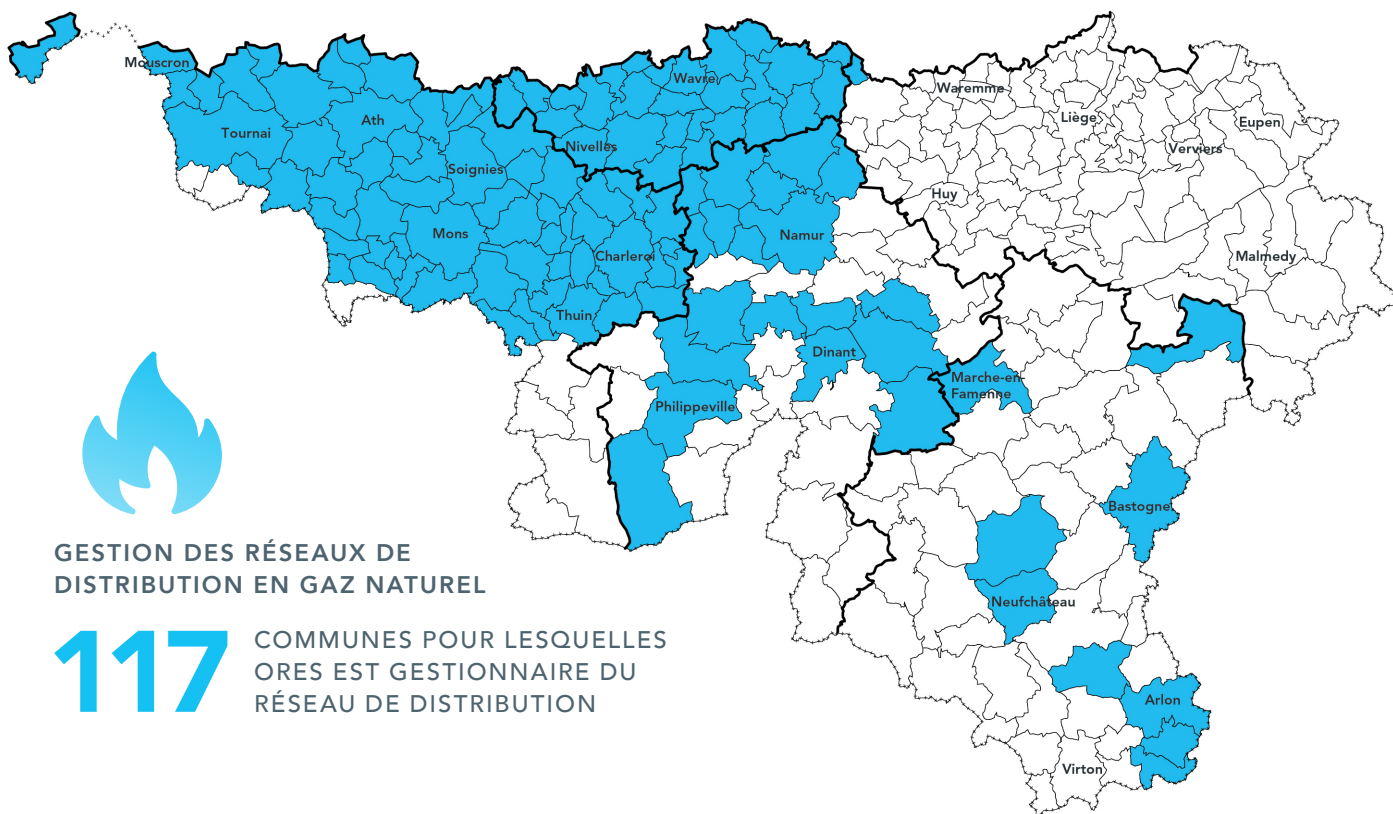 Mouscron
Wavre
Waremme
Ath
Liège
Eupen
Tournai
Nivelles
Verviers
Soignies
Huy
Mons
Namur
Charleroi
Malmedy
Thuin
Dinant
Marche-en-
Famenne
Philippeville
Bastogne
GESTION DES RÉSEAUX DE
DISTRIBUTION EN GAZ NATUREL
Neufchâteau
117
COMMUNES POUR LESQUELLES
ORES EST GESTIONNAIRE DU
RÉSEAU DE DISTRIBUTION
Arlon
Virton